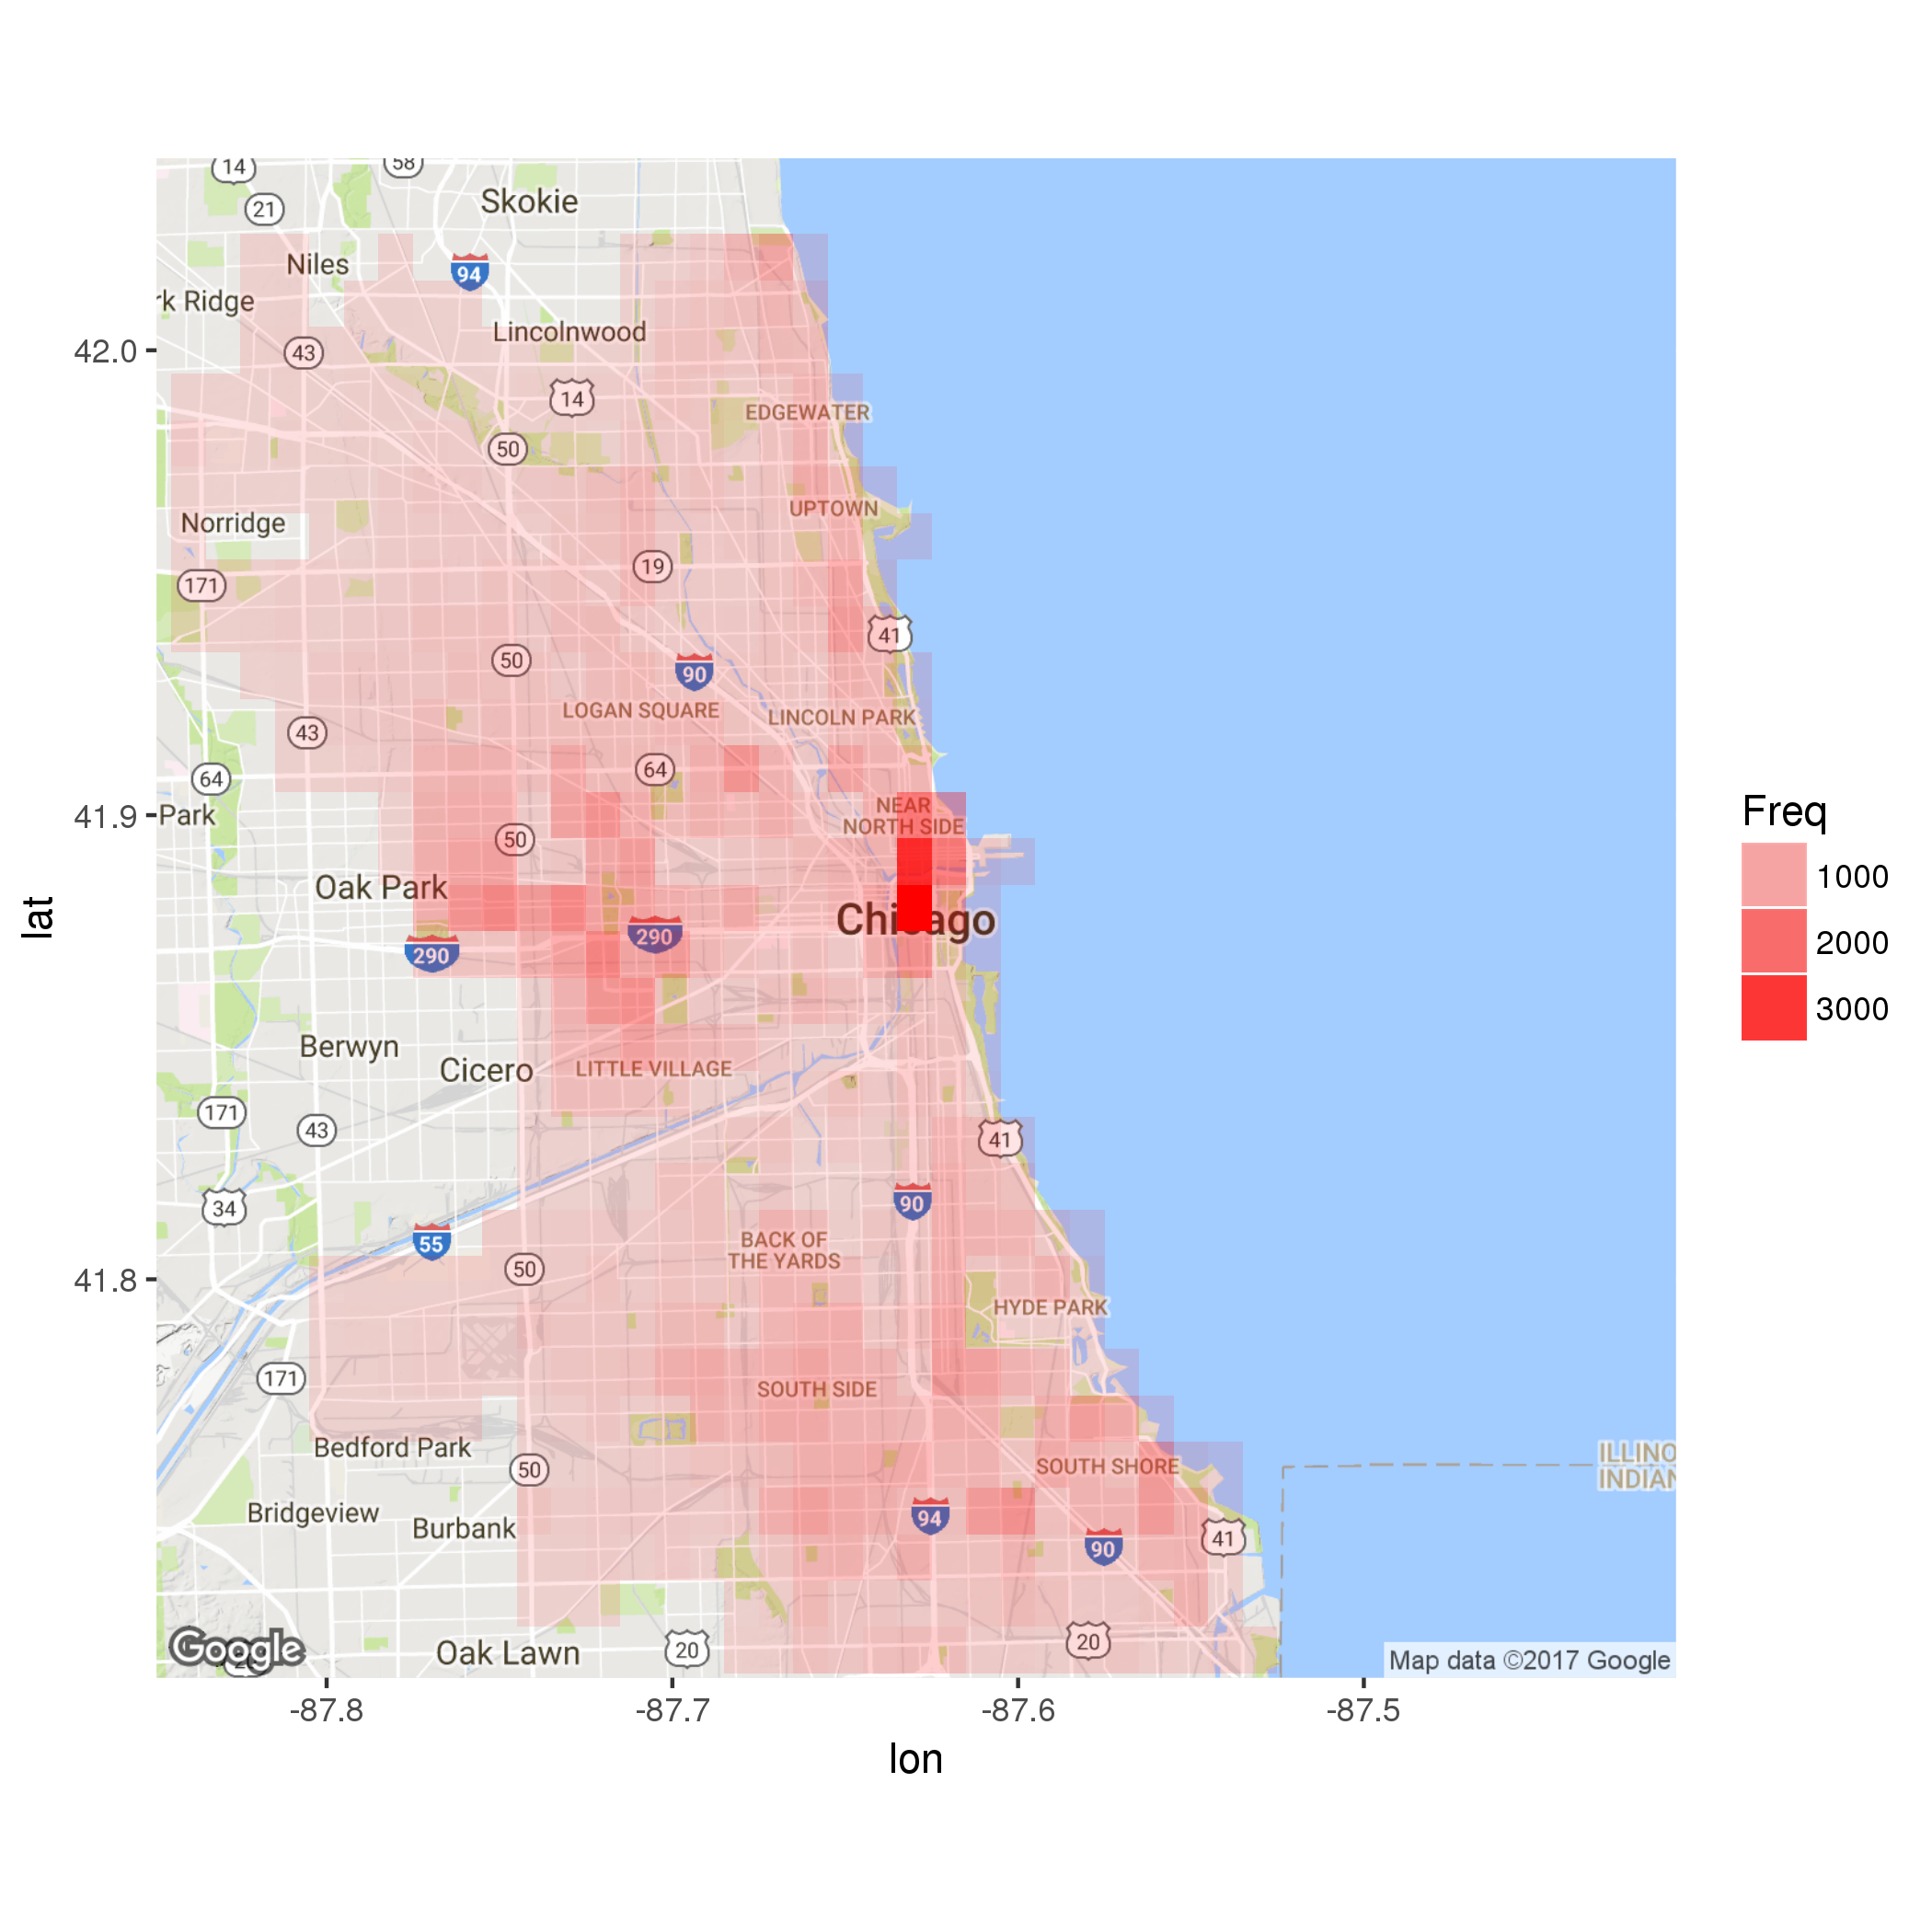 14
58
21
Skokie
Niles
94
rk Ridge
Lincolnwood
42.0
43
14
EDGEWATER
50
UPTOWN
Norridge
19
171
41
50
90
LOGAN SQUARE
LINCOLN PARK
43
64
64
Freq
NEAR
NORTH SIDE
41.9
Park
50
1000
Oak Park
lat
Chicago
2000
290
290
3000
Berwyn
Cicero
LITTLE VILLAGE
171
43
41
34
90
55
BACK OF
THE YARDS
50
41.8
HYDE PARK
171
SOUTH SIDE
Bedford Park
ILLINO
INDIAN
50
SOUTH SHORE
Bridgeview
Burbank
94
41
90
Google
Oak Lawn
20
20
Map data ©2017 Google
-87.8
-87.7
-87.6
-87.5
lon